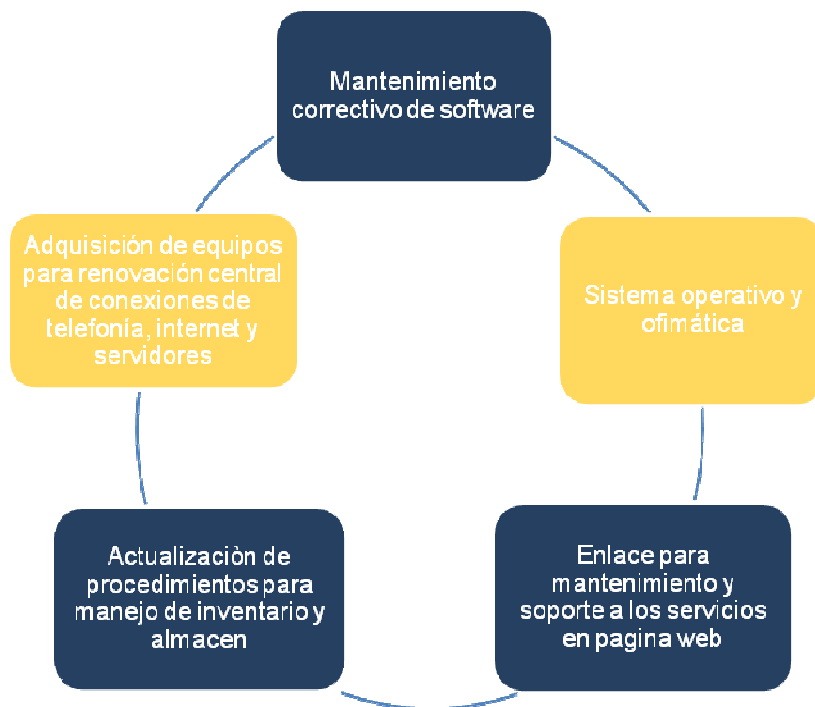 Mantenimiento
correctivo de software
Adquisición de equipos
para renovación central
de conexiones de
telefonía, internet y
servidores
Sistema operativo y
ofimática
Actualizaciòn de
procedimientos para
manejo de inventario y
almacen
Enlace para
mantenimiento y
soporte a los servicios
en pagina web